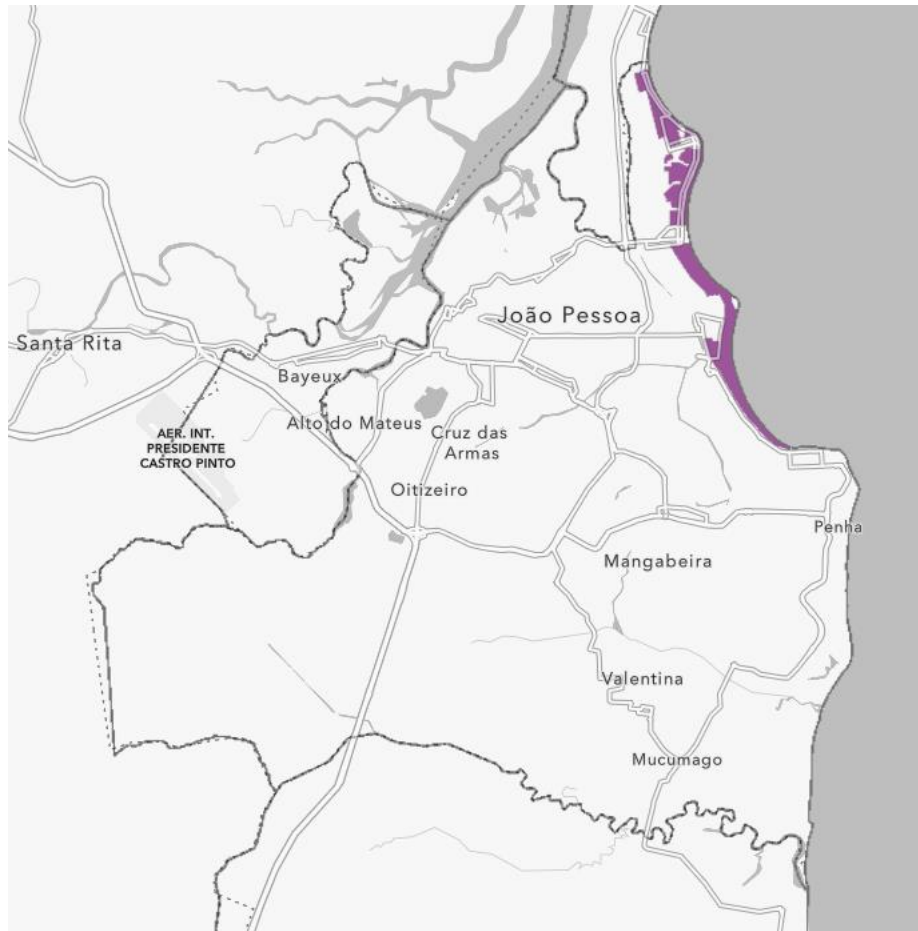 João Pessoa
Santa Rita
Bayeux
Alto do Mateus
Cruz das
Armas
AER. INT.
PRESIDENTE
CASTRO PINTO
Oitizeiro
Penha
Mangabeira
Valentina
Mucumago